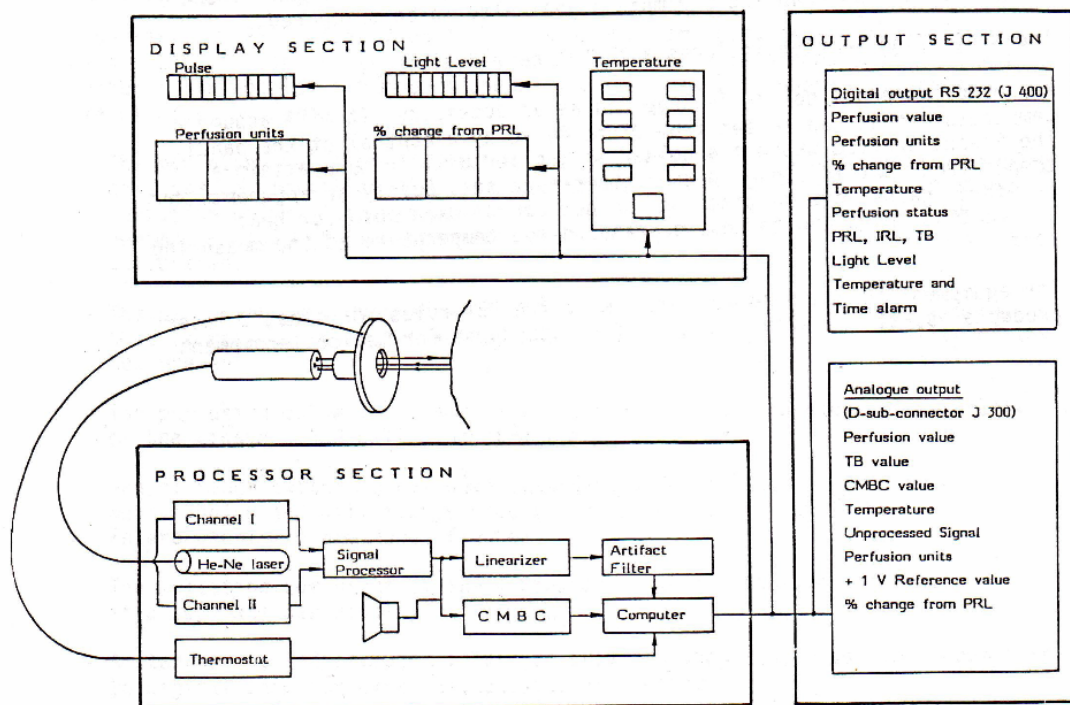 DISPLAY SECTION
Pulse
Light Level
Temperature
Perfusion units
% change from PRL
OUTPUT SECTION
Digital output RS 232 (J 400)
Perfusion value
Perfusion units
% change from PRL
Temperature
Perfusion status
PRL, IRL, TB
Light Level
Temperature and
Time alarm
Analogue output
(D-sub-connector J 300)
Perfusion value
TB value
CMBC value
Temperature
Unprocessed Signal
Perfusion units
+ 1 V Reference value
% change from PRL
PROCESSOR SECTION
Channel I
He-Ne laser
Channel II
Thermostat
Signal
Processor
Linearizer
Artifact
Filter
CMBC
Computer